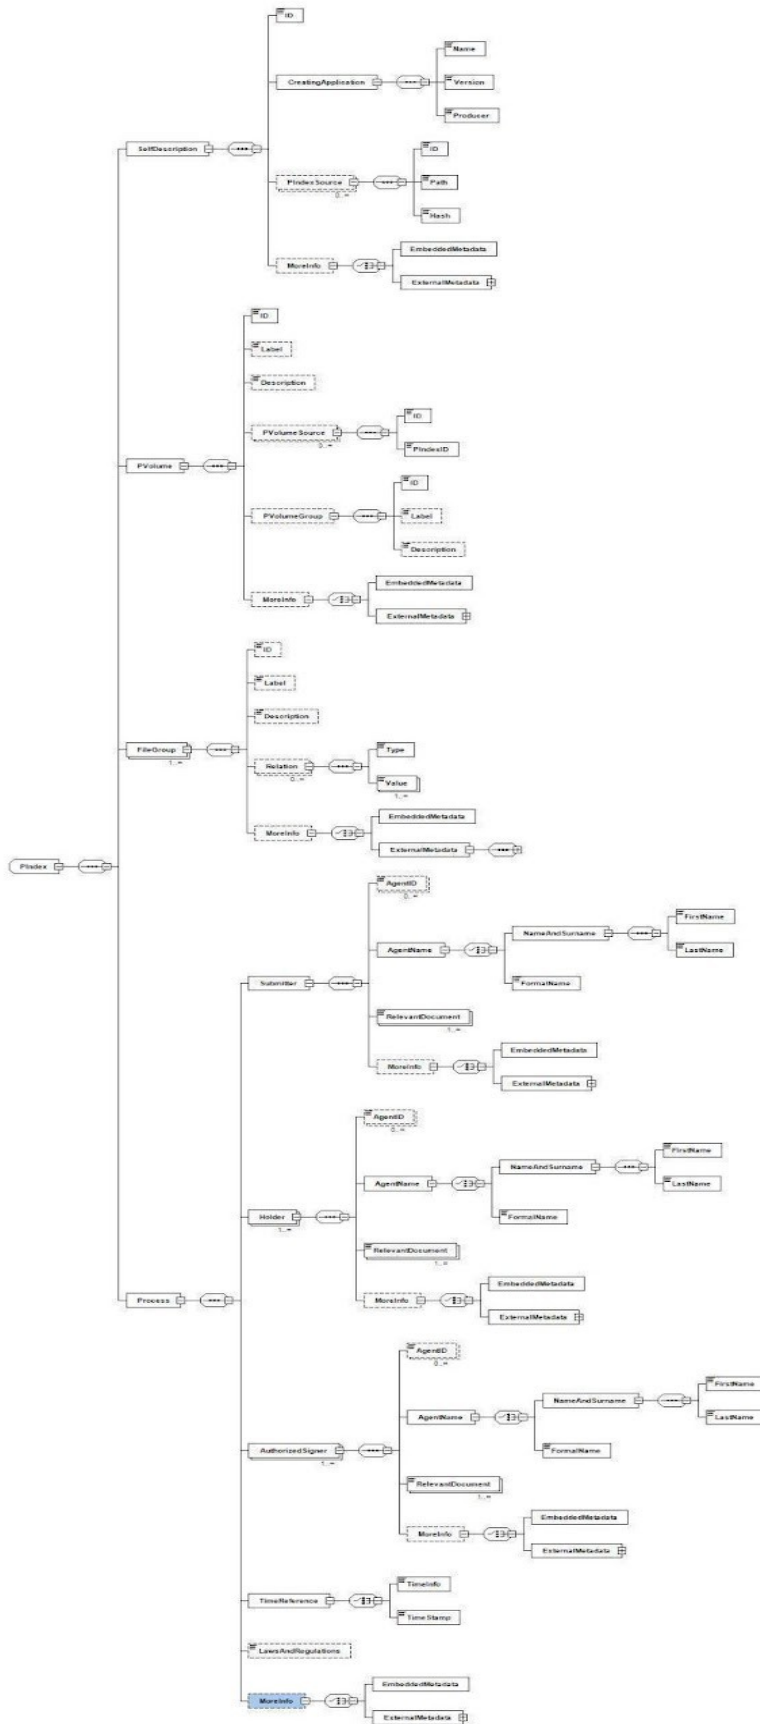 ID
Name
CreatingApplication
Version
Producer
SelfDescription
ID
PIndexSource
0..∞
Path
Hash
EmbeddedMetadata
MoreInfo
ExternalMetadata
ID
Label
Description
ID
PVolumeSource
0..∞
PIndexID
PVolume
ID
PVolumeGroup
Label
Description
EmbeddedMetadata
MoreInfo
ExternalMetadata
ID
Label
Description
FileGroup
1..∞
Type
Relation
0..∞
Value
1..∞
EmbeddedMetadata
MoreInfo
ExternalMetadata
PIndex
AgentID
0..∞
FirstName
NameAndSurname
AgentName
LastName
Submitter
FormalName
RelevantDocument
1..∞
EmbeddedMetadata
MoreInfo
ExternalMetadata
AgentID
0..∞
FirstName
NameAndSurname
AgentName
LastName
Holder
1..∞
FormalName
RelevantDocument
1..∞
EmbeddedMetadata
MoreInfo
ExternalMetadata
Process
AgentID
0..∞
FirstName
NameAndSurname
AgentName
LastName
AuthorizedSigner
1..∞
FormalName
RelevantDocument
1..∞
EmbeddedMetadata
MoreInfo
ExternalMetadata
TimeInfo
TimeReference
TimeStamp
LawsAndRegulations
EmbeddedMetadata
MoreInfo
ExternalMetadata